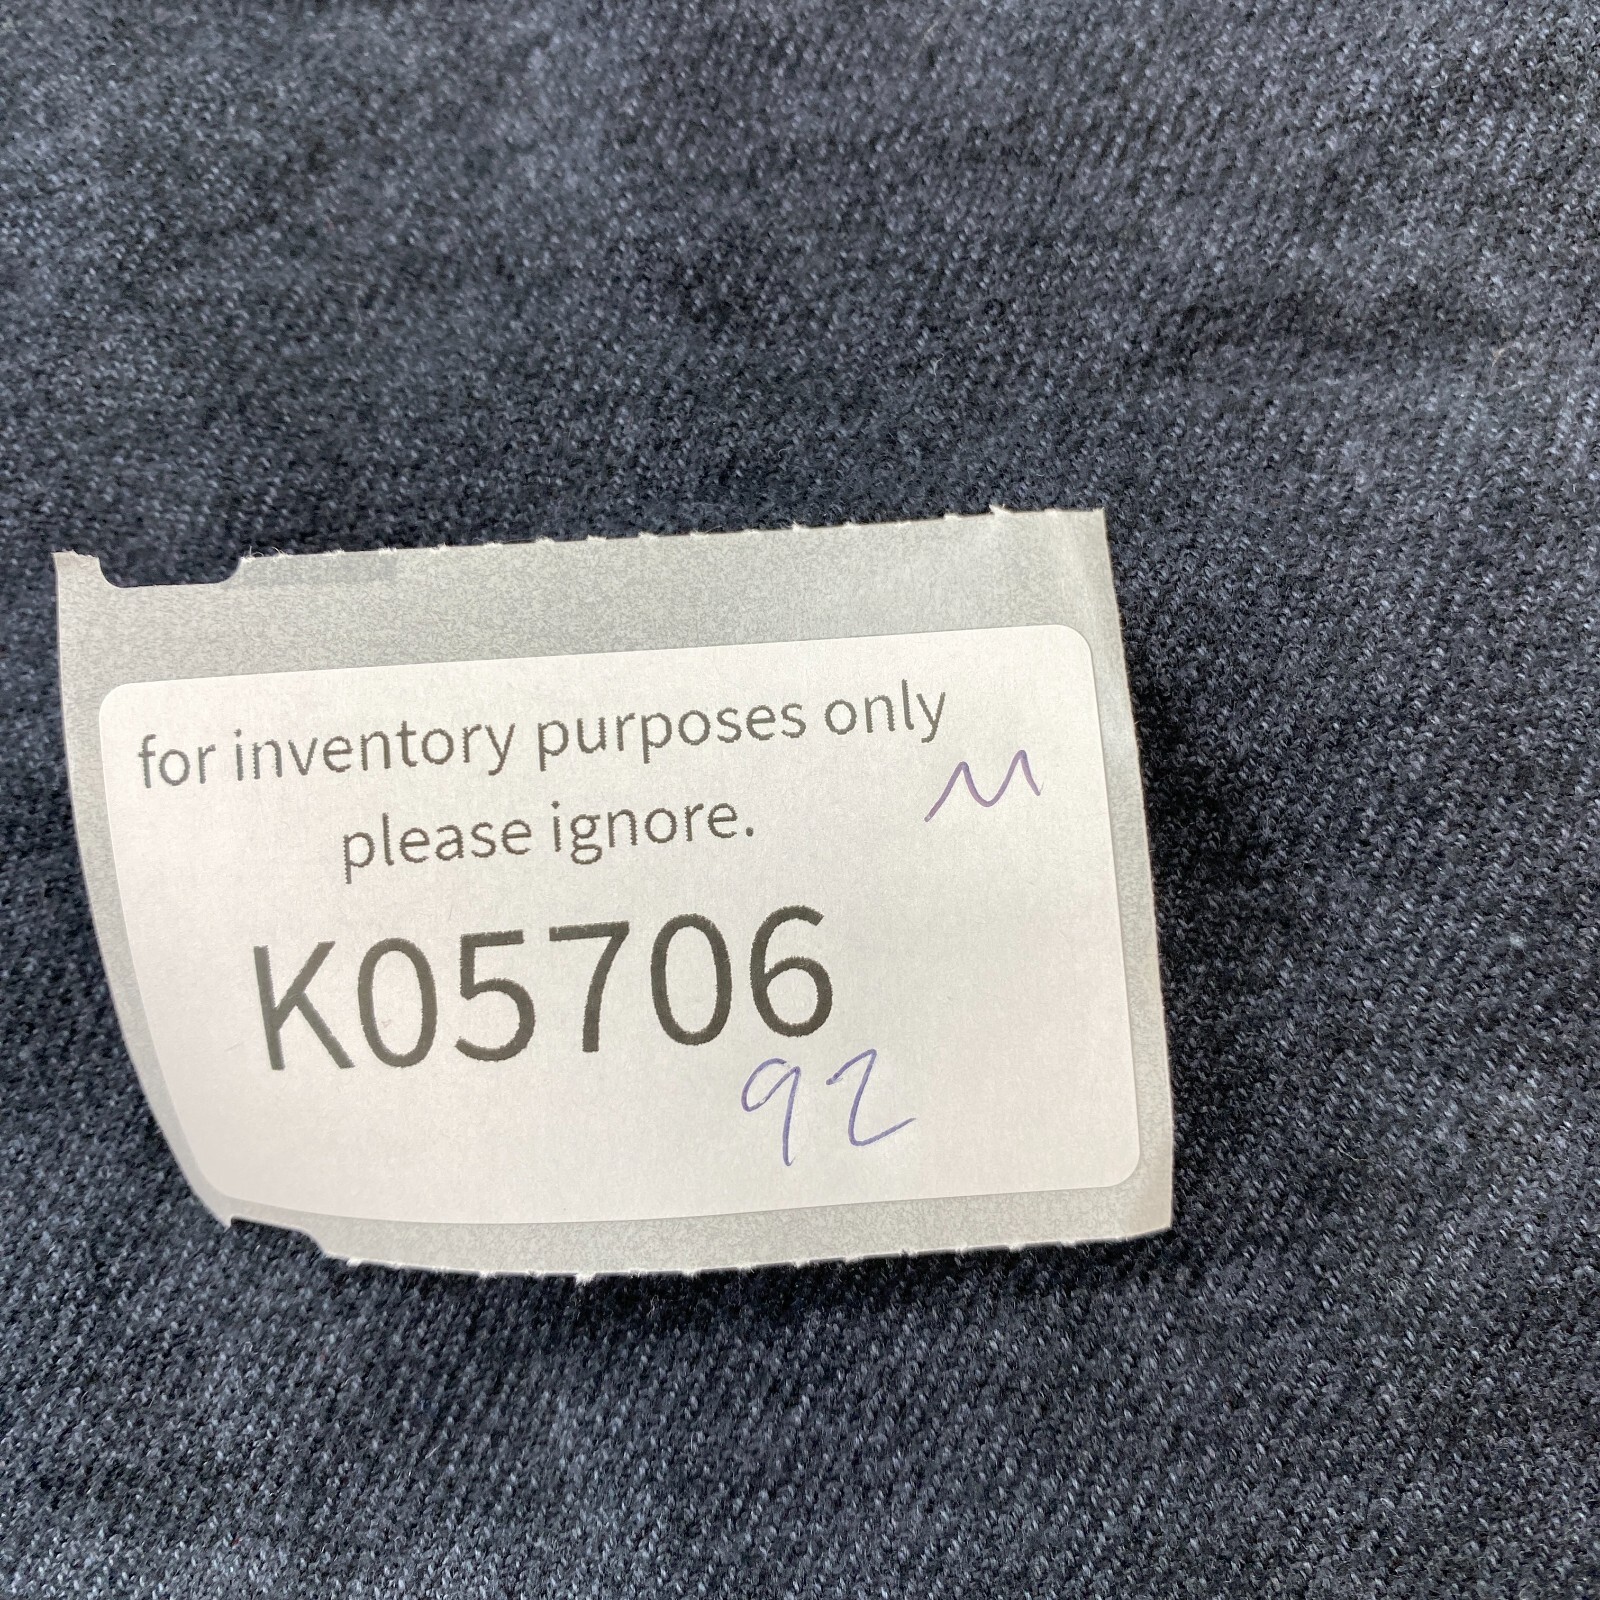 for inventory purposes only
please ignore.
M
K05706
92